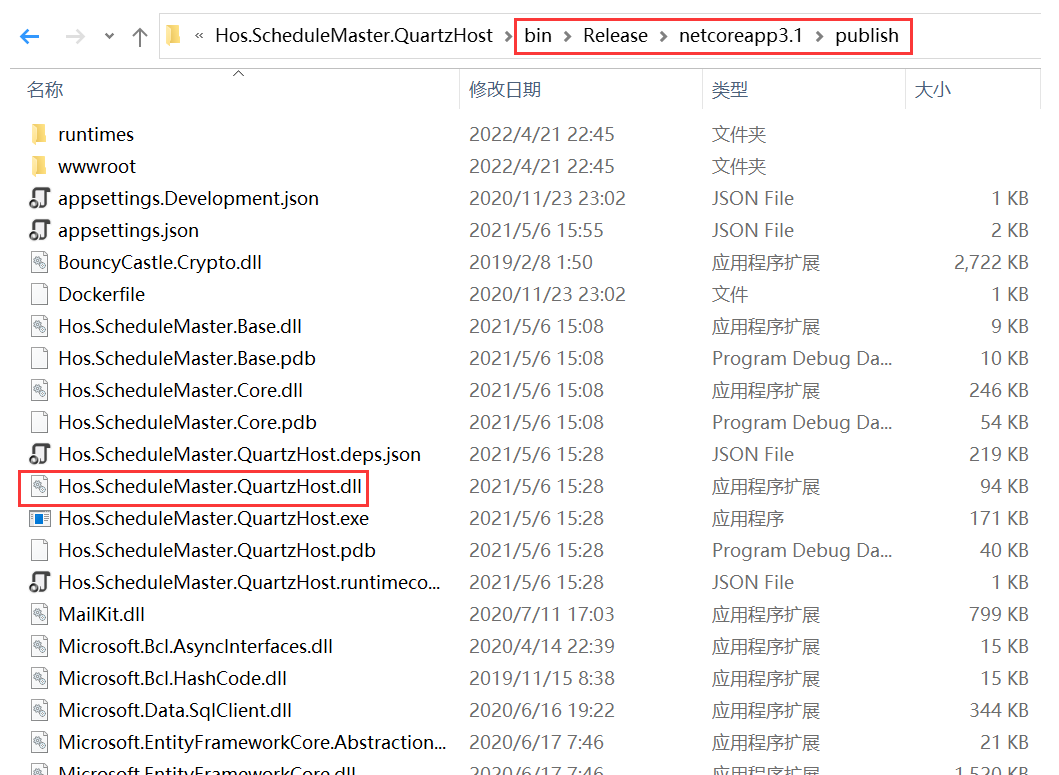 « Hos.ScheduleMaster.QuartzHost > bin > Release > netcoreapp3.1 > publish
名称 修改日期 类型 大小
runtimes 2022/4/21 22:45 文件夹
wwwroot 2022/4/21 22:45 文件夹
appsettings.Development.json 2020/11/23 23:02 JSON File 1 KB
appsettings.json 2021/5/6 15:55 JSON File 2 KB
BouncyCastle.Crypto.dll 2019/2/8 1:50 应用程序扩展 2,722 KB
Dockerfile 2020/11/23 23:02 文件 1 KB
Hos.ScheduleMaster.Base.dll 2021/5/6 15:08 应用程序扩展 9 KB
Hos.ScheduleMaster.Base.pdb 2021/5/6 15:08 Program Debug Da... 10 KB
Hos.ScheduleMaster.Core.dll 2021/5/6 15:08 应用程序扩展 246 KB
Hos.ScheduleMaster.Core.pdb 2021/5/6 15:08 Program Debug Da... 54 KB
Hos.ScheduleMaster.QuartzHost.deps.json 2021/5/6 15:28 JSON File 219 KB
Hos.ScheduleMaster.QuartzHost.dll 2021/5/6 15:28 应用程序扩展 94 KB
Hos.ScheduleMaster.QuartzHost.exe 2021/5/6 15:28 应用程序 171 KB
Hos.ScheduleMaster.QuartzHost.pdb 2021/5/6 15:28 Program Debug Da... 40 KB
Hos.ScheduleMaster.QuartzHost.runtimeco... 2021/5/6 15:28 JSON File 1 KB
MailKit.dll 2020/7/11 17:03 应用程序扩展 799 KB
Microsoft.Bcl.AsyncInterfaces.dll 2020/4/14 22:39 应用程序扩展 15 KB
Microsoft.Bcl.HashCode.dll 2019/11/15 8:38 应用程序扩展 15 KB
Microsoft.Data.SqlClient.dll 2020/6/16 19:22 应用程序扩展 344 KB
Microsoft.EntityFrameworkCore.Abstraction... 2020/6/17 7:46 应用程序扩展 21 KB
Microsoft.EntityFrameworkCore.dll 2020/6/17 7:46 应用程序扩展 1,520 KB